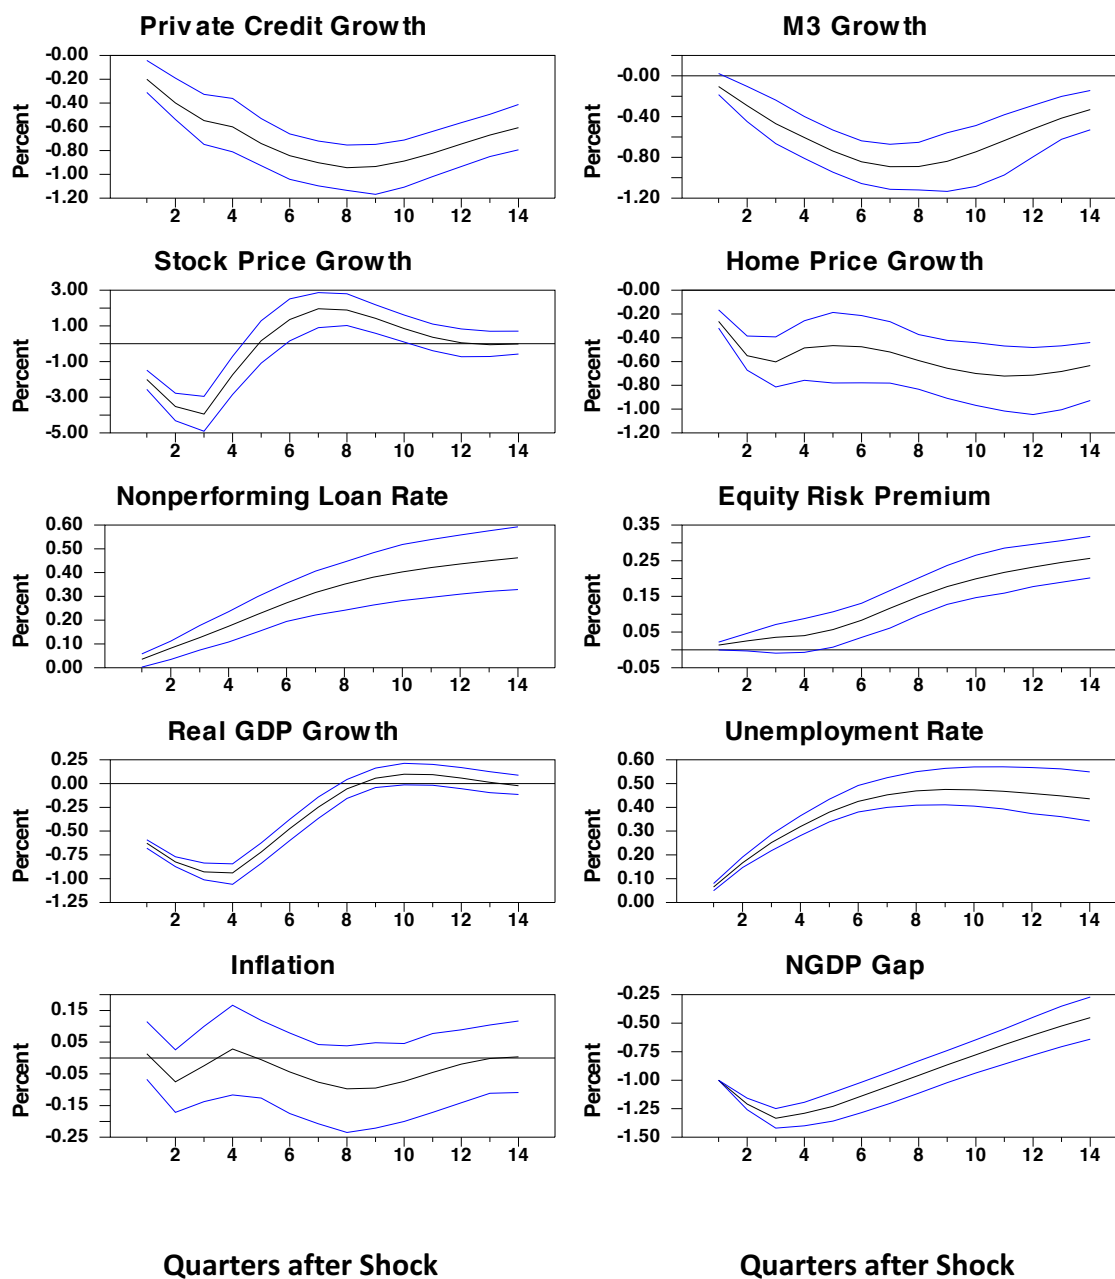 Private Credit Growth
Percent
-0.00
-0.20
-0.40
-0.60
-0.80
-1.00
-1.20
2 4 6 8 10 12 14
M3 Growth
Percent
-0.00
-0.40
-0.80
-1.20
2 4 6 8 10 12 14
Stock Price Growth
Percent
3.00
1.00
-1.00
-3.00
-5.00
2 4 6 8 10 12 14
Home Price Growth
Percent
-0.00
-0.20
-0.40
-0.60
-0.80
-1.00
-1.20
2 4 6 8 10 12 14
Nonperforming Loan Rate
Percent
0.60
0.50
0.40
0.30
0.20
0.10
0.00
2 4 6 8 10 12 14
Equity Risk Premium
Percent
0.35
0.25
0.15
0.05
-0.05
2 4 6 8 10 12 14
Real GDP Growth
Percent
0.25
0.00
-0.25
-0.50
-0.75
-1.00
-1.25
2 4 6 8 10 12 14
Unemployment Rate
Percent
0.60
0.50
0.40
0.30
0.20
0.10
0.00
2 4 6 8 10 12 14
Inflation
Percent
0.15
0.05
-0.05
-0.15
-0.25
2 4 6 8 10 12 14
NGDP Gap
Percent
-0.25
-0.50
-0.75
-1.00
-1.25
-1.50
2 4 6 8 10 12 14
Quarters after Shock
Quarters after Shock